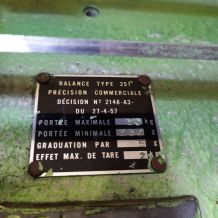 BALANCE TYPE 251
PRÉCISION COMMERCIALE
DÉCISION Nº 2148-A3-
DU 27-4-57
PORTÉE MAXIMALE
PORTÉE MINIMALE
GRADUATION PAR
EFFET MAX. DE TARE